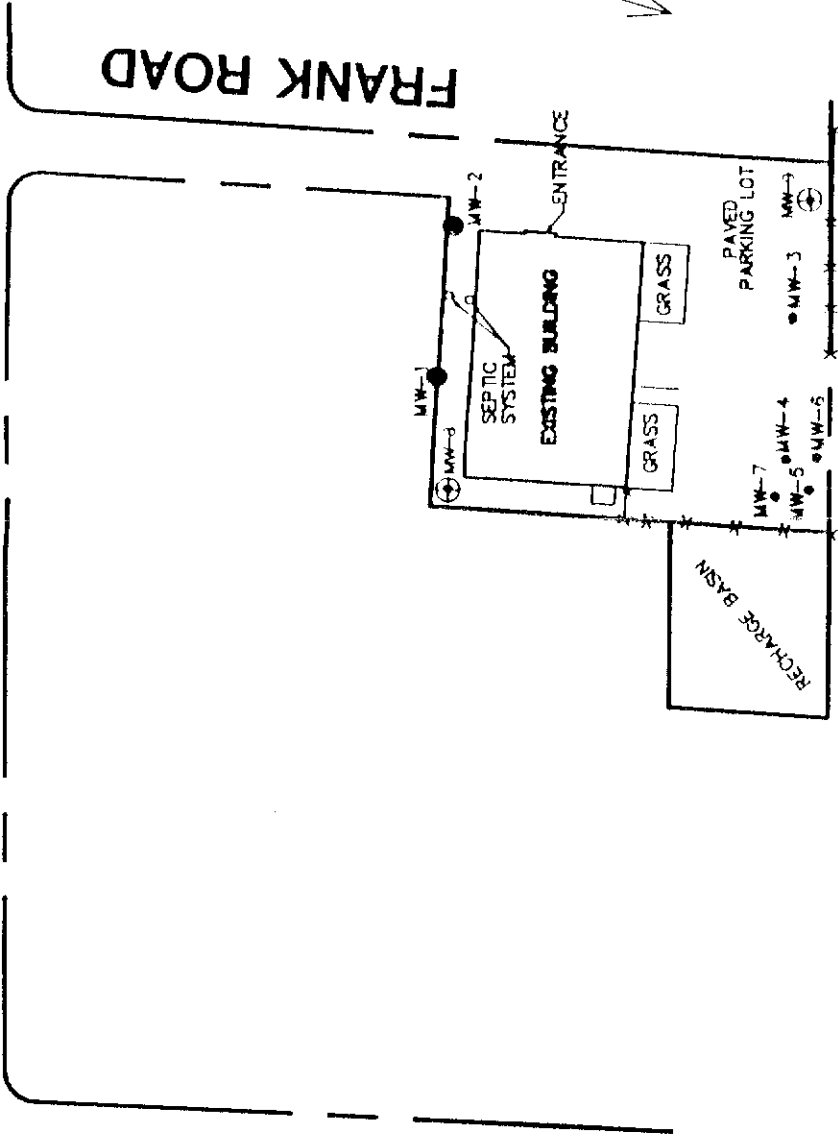 FRANK ROAD
MW-2
ENTRANCE
MW-1
SEPTIC
SYSTEM
EXISTING BUILDING
MW-8
GRASS
GRASS
PAVED
PARKING LOT
MW-9
MW-3
MW-4
MW-6
MW-7
MW-5
RECHARGE BASIN